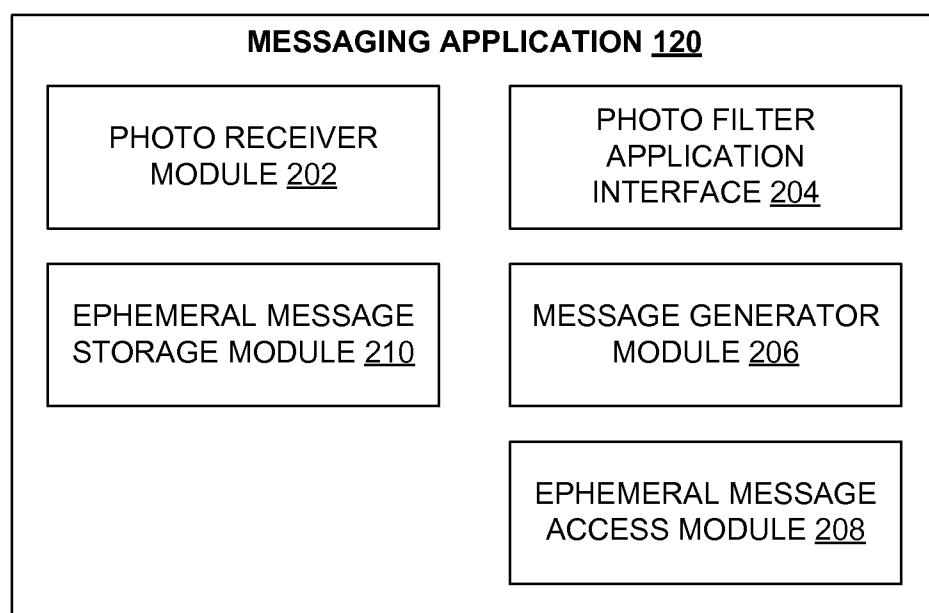 MESSAGING APPLICATION 120
PHOTO RECEIVER
MODULE 202
PHOTO FILTER
APPLICATION
INTERFACE 204
EPHEMERAL MESSAGE
STORAGE MODULE 210
MESSAGE GENERATOR
MODULE 206
EPHEMERAL MESSAGE
ACCESS MODULE 208